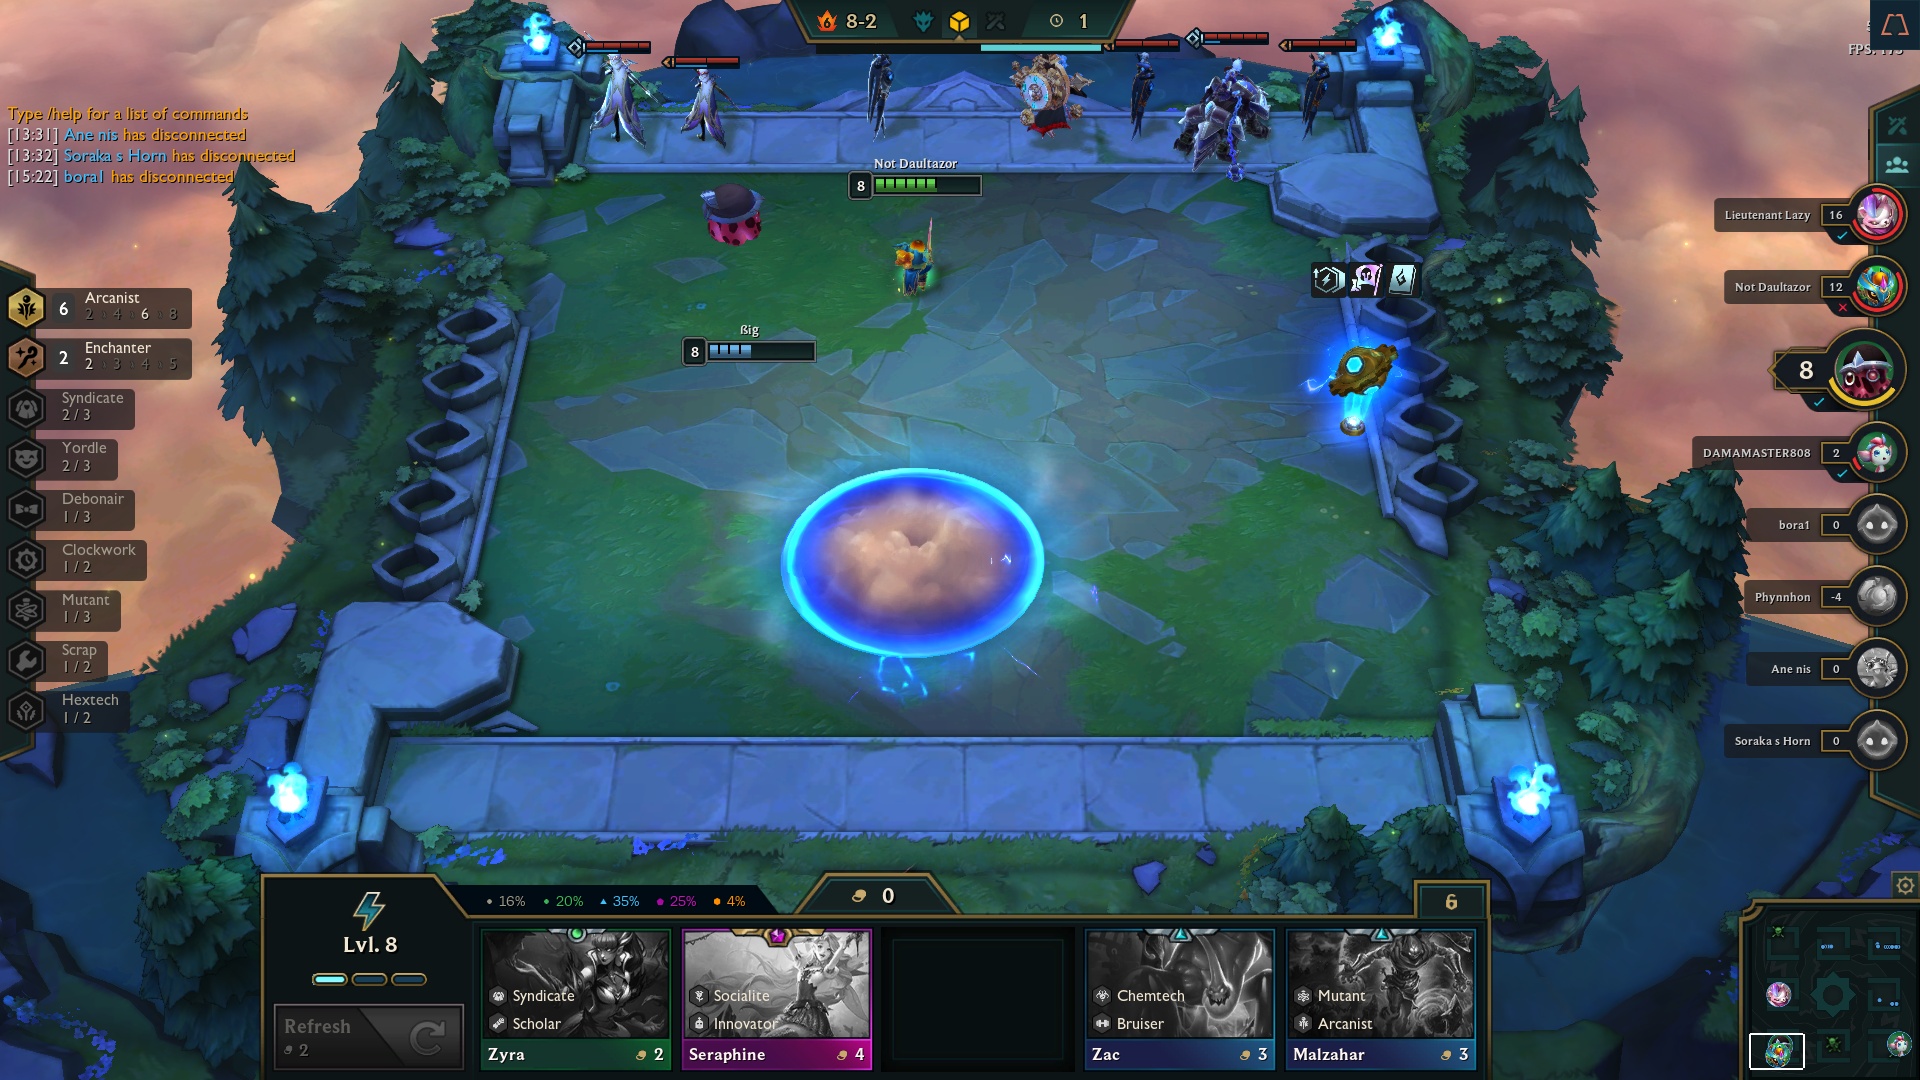 8-2
1
Type /help for a list of commands
[13:31] Ane nis has disconnected
[13:32] Soraka s Horn has disconnected
[15:22] bora1 has disconnected
Not Daultazor
8
ßig
8
6 Arcanist
2 4 6 8
2 Enchanter
2 3 4 5
Syndicate
2 / 3
Yordle
2 / 3
Debonair
1 / 3
Clockwork
1 / 2
Mutant
1 / 3
Scrap
1 / 2
Hextech
1 / 2
Lieutenant Lazy 16
Not Daultazor 12
8
DAMAMASTER808 2
bora1 0
Phynnhon -4
Ane nis 0
Soraka s Horn 0
Lvl. 8
16% 20% 35% 25% 4%
0
6
Refresh
2
Syndicate
Scholar
Zyra 2
Socialite
Innovator
Seraphine 4
Chemtech
Bruiser
Zac 3
Mutant
Arcanist
Malzahar 3